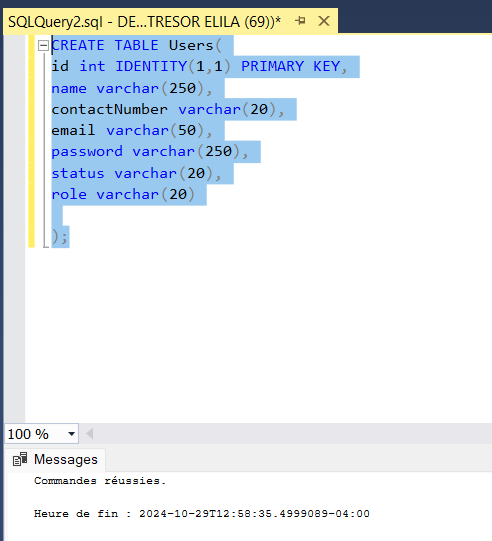 SQLQuery2.sql - DE...TRESOR ELILA (69))*
CREATE TABLE Users(
id int IDENTITY(1,1) PRIMARY KEY,
name varchar(250),
contactNumber varchar(20),
email varchar(50),
password varchar(250),
status varchar(20),
role varchar(20)
);
100 %
Messages
Commandes réussies.
Heure de fin : 2024-10-29T12:58:35.4999089-04:00